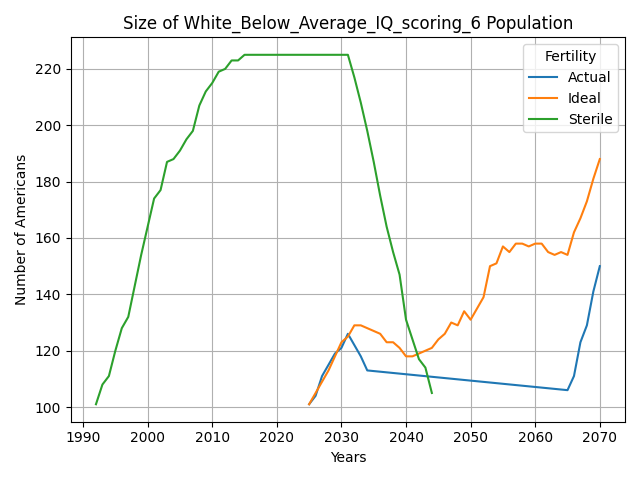 Size of White_Below_Average_IQ_scoring_6 Population
Number of Americans
220
200
180
160
140
120
100
Fertility
Actual
Ideal
Sterile
1990 2000 2010 2020 2030 2040 2050 2060 2070
Years